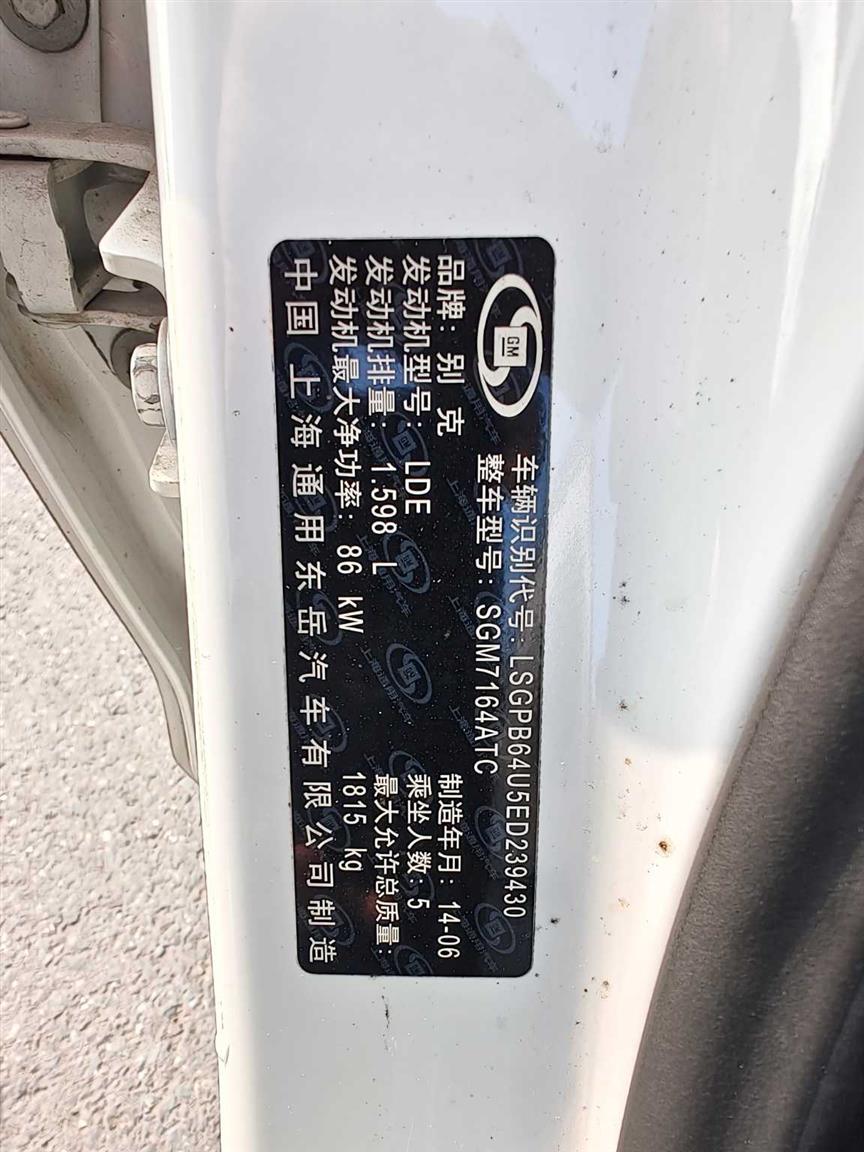 GM
车辆识别代号: LSGPB64U5ED239430
整车型号: SGM7164ATC
品牌: 别克 制造年月: 14-06
发动机型号: LDE 乘坐人数: 5
发动机排量: 1.598 L 最大允许总质量:
发动机最大净功率: 86 kW 1815 kg
中国 上海通用东岳汽车有限公司制造